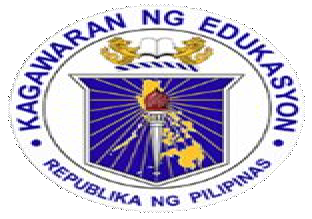 KAGAWARAN NG EDUKASYON
REPUBLIKA NG PILIPINAS